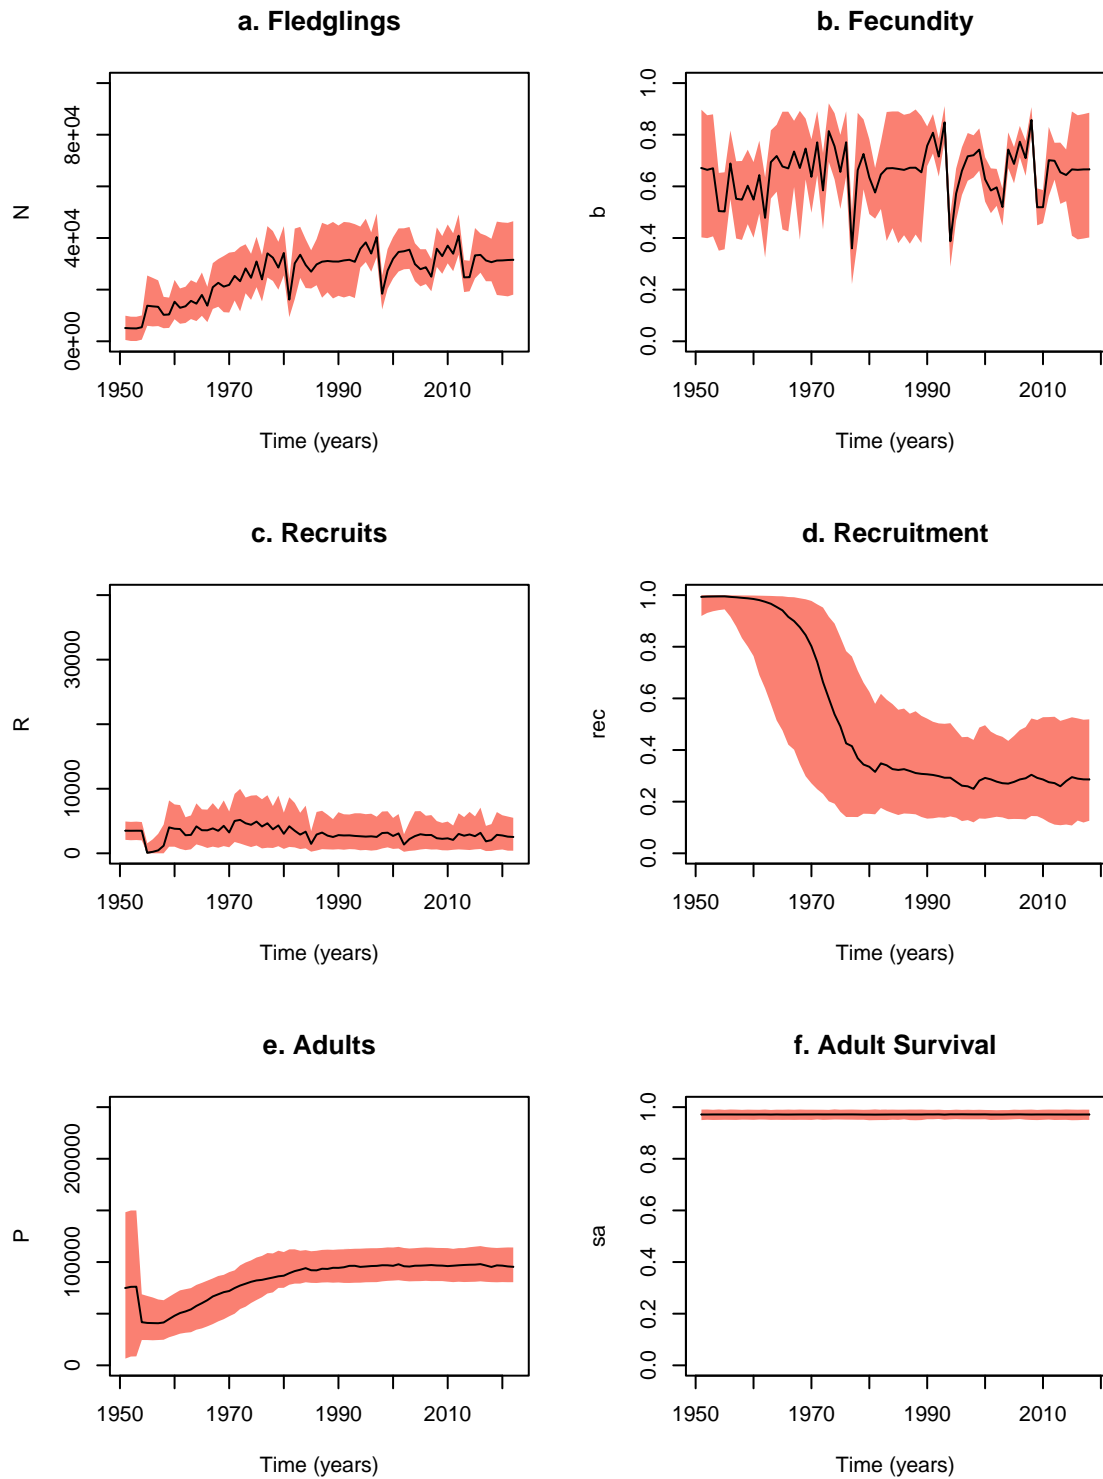 a. Fledglings
N
0e+00 4e+04 8e+04
1950 1970 1990 2010
Time (years)
b. Fecundity
b
0.0 0.2 0.4 0.6 0.8 1.0
1950 1970 1990 2010
Time (years)
c. Recruits
R
0 10000 30000
1950 1970 1990 2010
Time (years)
d. Recruitment
rec
0.0 0.2 0.4 0.6 0.8 1.0
1950 1970 1990 2010
Time (years)
e. Adults
P
0 100000 200000
1950 1970 1990 2010
Time (years)
f. Adult Survival
sa
0.0 0.2 0.4 0.6 0.8 1.0
1950 1970 1990 2010
Time (years)